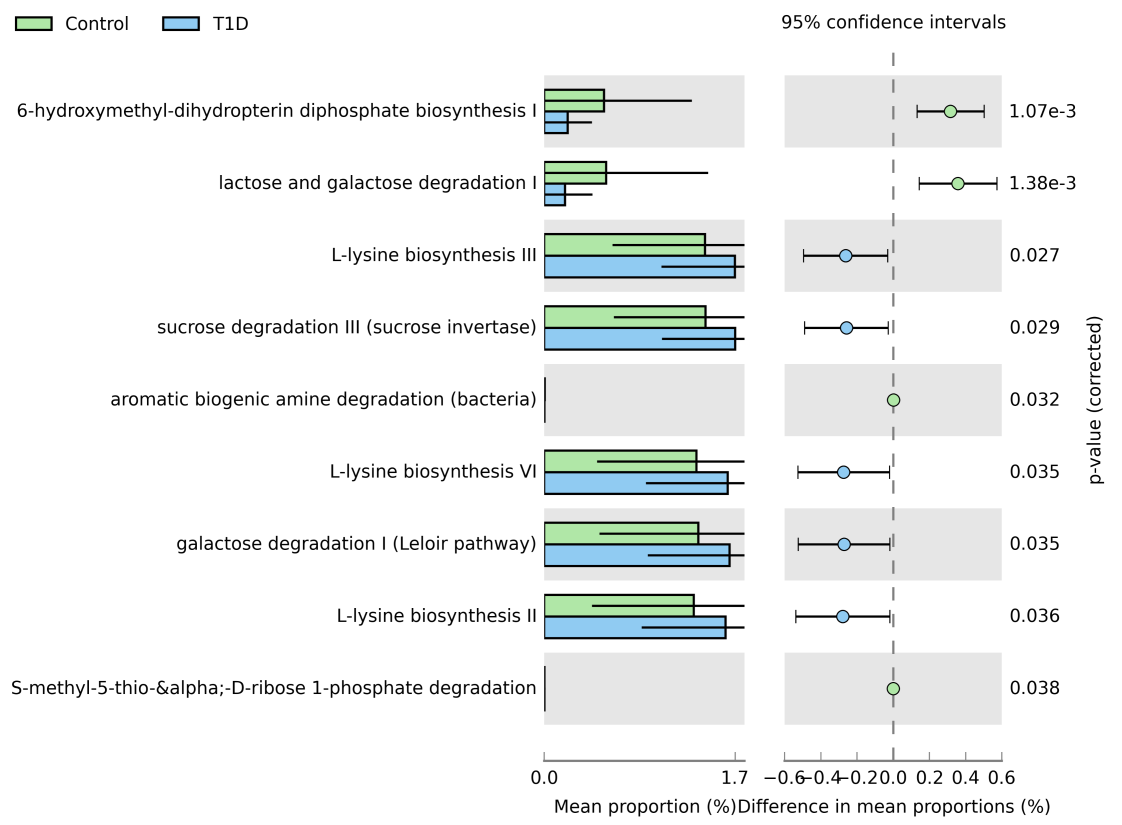 Control T1D 95% confidence intervals
6-hydroxymethyl-dihydropterin diphosphate biosynthesis I 1.07e-3
lactose and galactose degradation I 1.38e-3
L-lysine biosynthesis III 0.027
sucrose degradation III (sucrose invertase) 0.029
aromatic biogenic amine degradation (bacteria) 0.032
L-lysine biosynthesis VI 0.035
galactose degradation I (Leloir pathway) 0.035
L-lysine biosynthesis II 0.036
S-methyl-5-thio-&alpha;-D-ribose 1-phosphate degradation 0.038
p-value (corrected)
0.0 1.7 −0.6 −0.4 −0.2 0.0 0.2 0.4 0.6
Mean proportion (%) Difference in mean proportions (%)